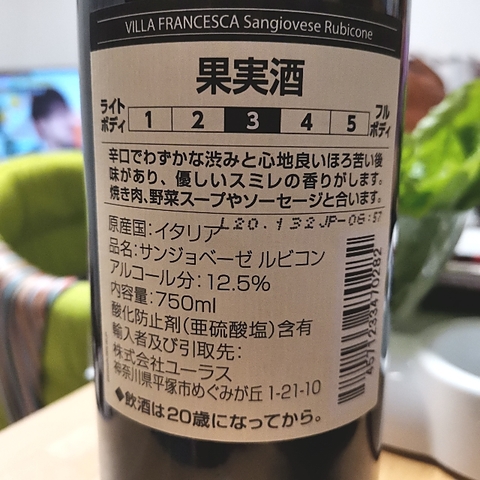 VILLA FRANCESCA Sangiovese Rubicone
果実酒
ライトボディ 1 2 3 4 5 フルボディ
辛口でわずかな渋みと心地良いほろ苦い後
味があり、優しいスミレの香りがします。
焼き肉、野菜スープやソーセージと合います。
原産国:イタリア L20.132JP-06:57
品名:サンジョベーゼ ルビコン
アルコール分:12.5%
内容量:750ml
酸化防止剤(亜硫酸塩)含有
輸入者及び引取先:
株式会社ユーラス
神奈川県平塚市めぐみが丘1-21-10
◆飲酒は20歳になってから。
4571233470282